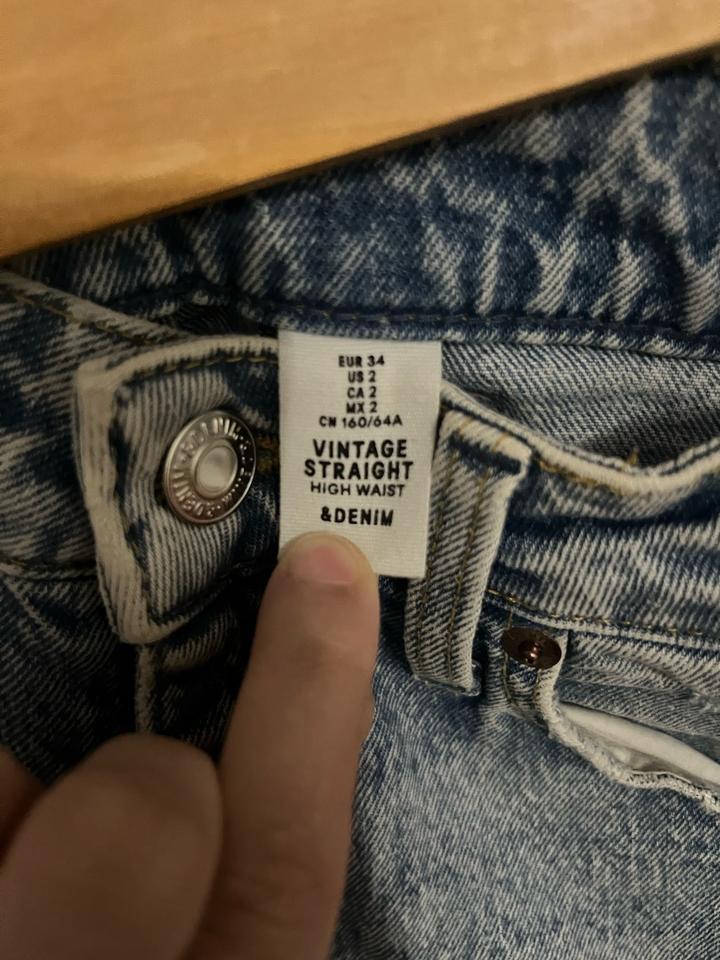 EUR 34
US 2
CA 2
MX 2
CN 160/64A
VINTAGE
STRAIGHT
HIGH WAIST
&DENIM